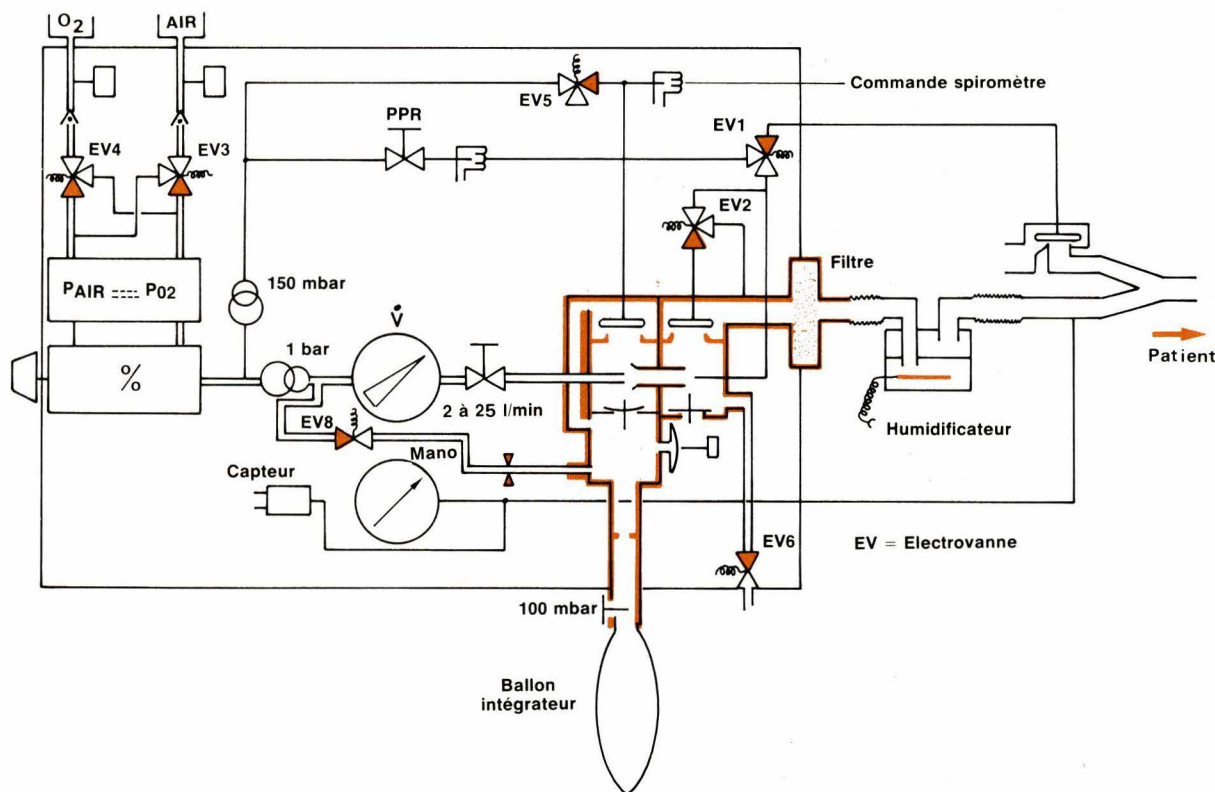 O2
AIR
EV5
Commande spiromètre
PPR
EV1
EV4
EV3
EV2
Filtre
PAIR PO2
150 mbar
V̇
1 bar
%
Patient
2 à 25 l/min
EV8
Mano
Humidificateur
Capteur
EV6
EV = Electrovanne
100 mbar
Ballon
intégrateur